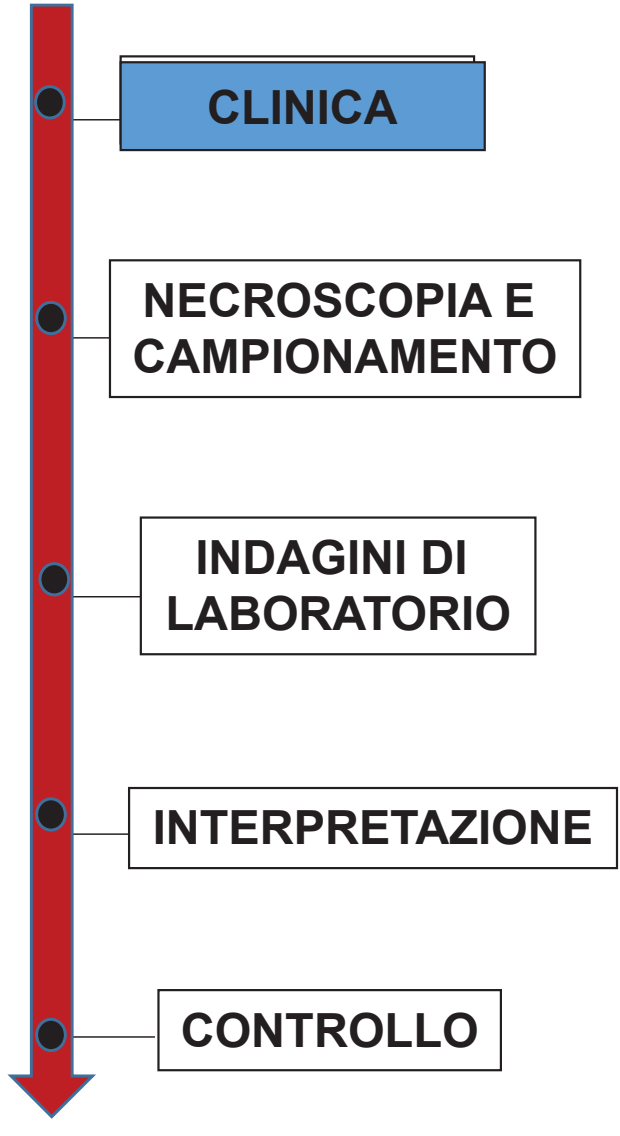 CLINICA
NECROSCOPIA E
CAMPIONAMENTO
INDAGINI DI
LABORATORIO
INTERPRETAZIONE
CONTROLLO